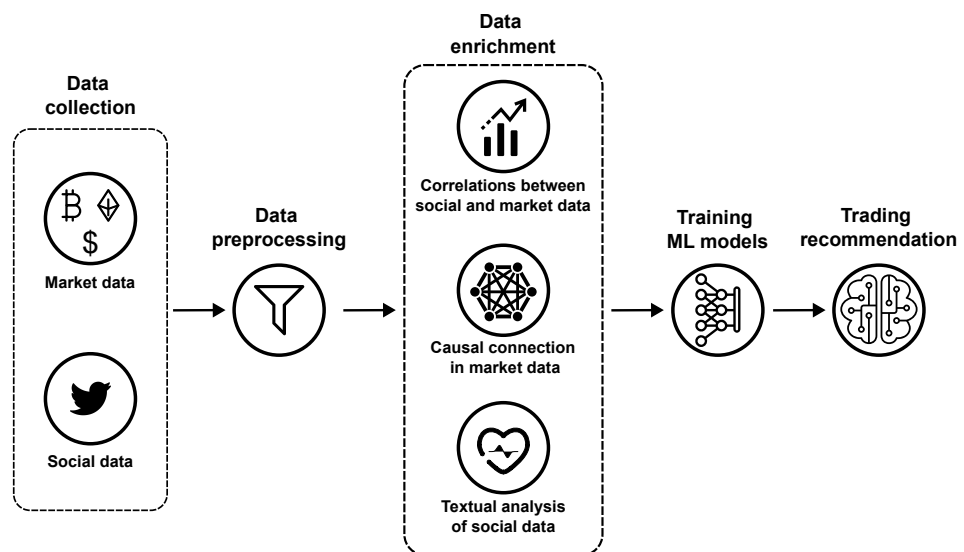 Data
collection
Market data
Social data
Data
preprocessing
Data
enrichment
Correlations between
social and market data
Causal connection
in market data
Textual analysis
of social data
Training
ML models
Trading
recommendation